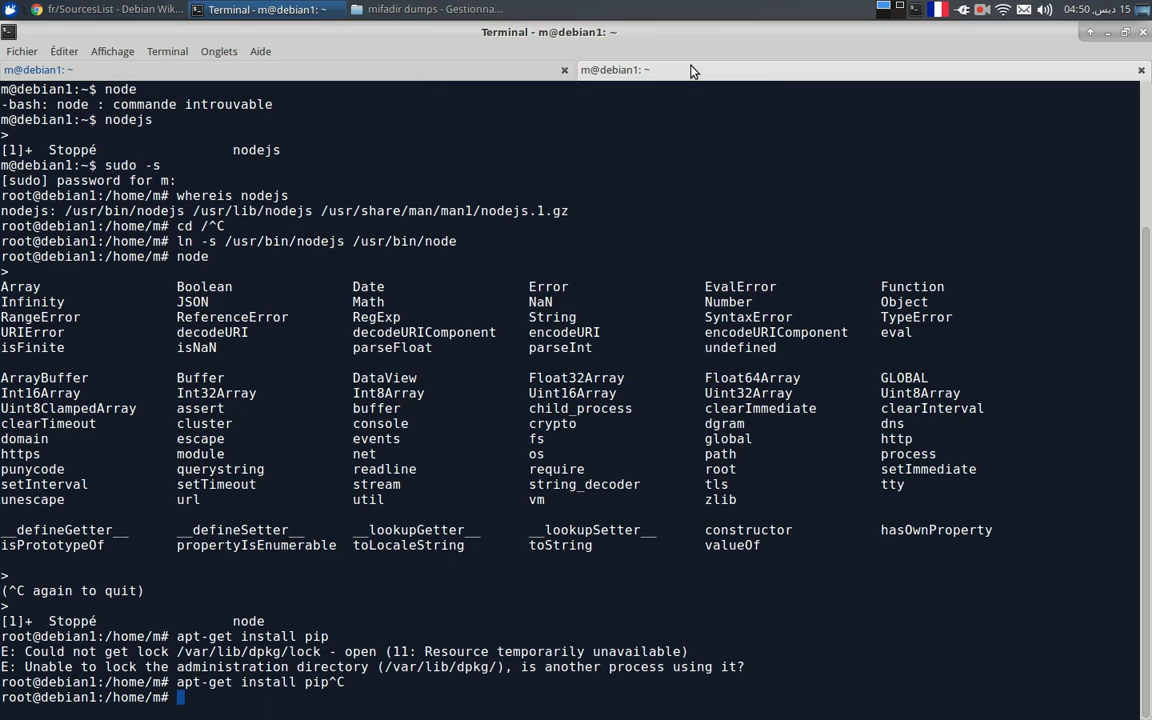 fr/SourcesList - Debian Wik... Terminal - m@debian1: ~ mifadir dumps - Gestionna... 15 ديس, 04:50
Terminal - m@debian1: ~
Fichier Éditer Affichage Terminal Onglets Aide
m@debian1: ~ m@debian1: ~
m@debian1:~$ node
-bash: node : commande introuvable
m@debian1:~$ nodejs
>
[1]+  Stoppé                 nodejs
m@debian1:~$ sudo -s
[sudo] password for m:
root@debian1:/home/m# whereis nodejs
nodejs: /usr/bin/nodejs /usr/lib/nodejs /usr/share/man/man1/nodejs.1.gz
root@debian1:/home/m# cd /^C
root@debian1:/home/m# ln -s /usr/bin/nodejs /usr/bin/node
root@debian1:/home/m# node
>
Array Boolean Date Error EvalError Function
Infinity JSON Math NaN Number Object
RangeError ReferenceError RegExp String SyntaxError TypeError
URIError decodeURI decodeURIComponent encodeURI encodeURIComponent eval
isFinite isNaN parseFloat parseInt undefined
ArrayBuffer Buffer DataView Float32Array Float64Array GLOBAL
Int16Array Int32Array Int8Array Uint16Array Uint32Array Uint8Array
Uint8ClampedArray assert buffer child_process clearImmediate clearInterval
clearTimeout cluster console crypto dgram dns
domain escape events fs global http
https module net os path process
punycode querystring readline require root setImmediate
setInterval setTimeout stream string_decoder tls tty
unescape url util vm zlib
__defineGetter__ __defineSetter__ __lookupGetter__ __lookupSetter__ constructor hasOwnProperty
isPrototypeOf propertyIsEnumerable toLocaleString toString valueOf
>
(^C again to quit)
>
[1]+  Stoppé                 node
root@debian1:/home/m# apt-get install pip
E: Could not get lock /var/lib/dpkg/lock - open (11: Resource temporarily unavailable)
E: Unable to lock the administration directory (/var/lib/dpkg/), is another process using it?
root@debian1:/home/m# apt-get install pip^C
root@debian1:/home/m#